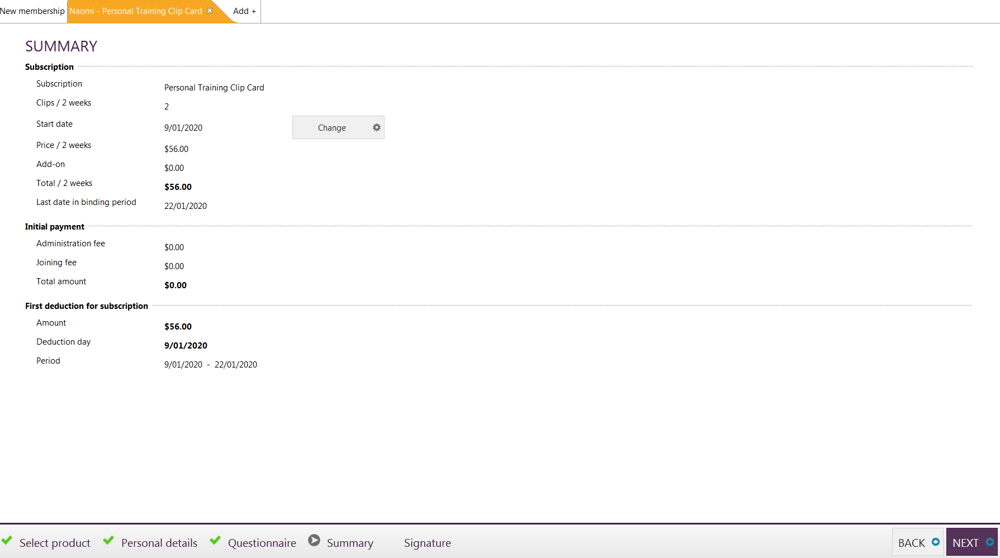 New membership Naomi - Personal Training Clip Card Add +
SUMMARY
Subscription
Subscription Personal Training Clip Card
Clips / 2 weeks 2
Start date 9/01/2020 Change
Price / 2 weeks $56.00
Add-on $0.00
Total / 2 weeks $56.00
Last date in binding period 22/01/2020
Initial payment
Administration fee $0.00
Joining fee $0.00
Total amount $0.00
First deduction for subscription
Amount $56.00
Deduction day 9/01/2020
Period 9/01/2020 - 22/01/2020
Select product Personal details Questionnaire Summary Signature BACK NEXT